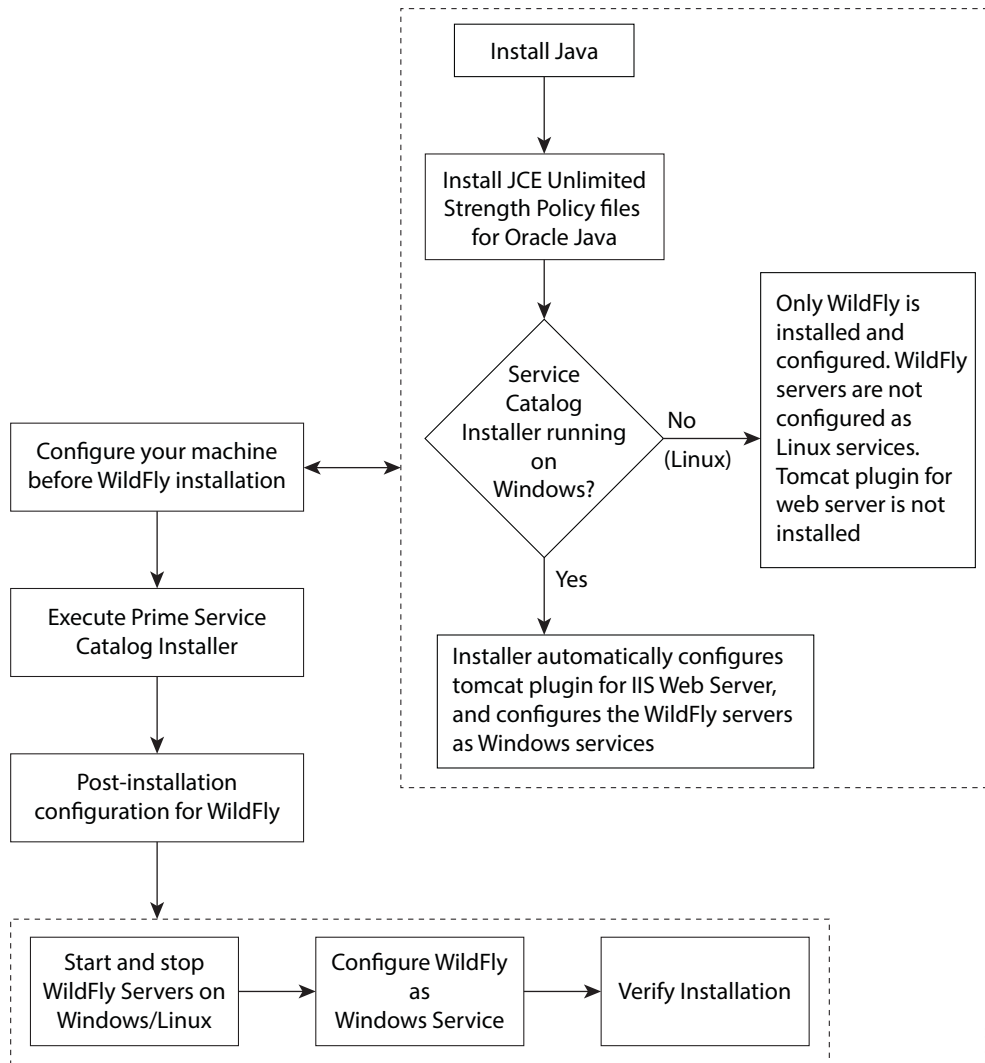 Install Java
Install JCE Unlimited
Strength Policy files
for Oracle Java
Service
Catalog
Installer running
on
Windows?
No
(Linux)
Only WildFly is
installed and
configured. WildFly
servers are not
configured as
Linux services.
Tomcat plugin for
web server is not
installed
Yes
Installer automatically configures
tomcat plugin for IIS Web Server,
and configures the WildFly servers
as Windows services
Configure your machine
before WildFly installation
Execute Prime Service
Catalog Installer
Post-installation
configuration for WildFly
Start and stop
WildFly Servers on
Windows/Linux
Configure WildFly
as
Windows Service
Verify Installation